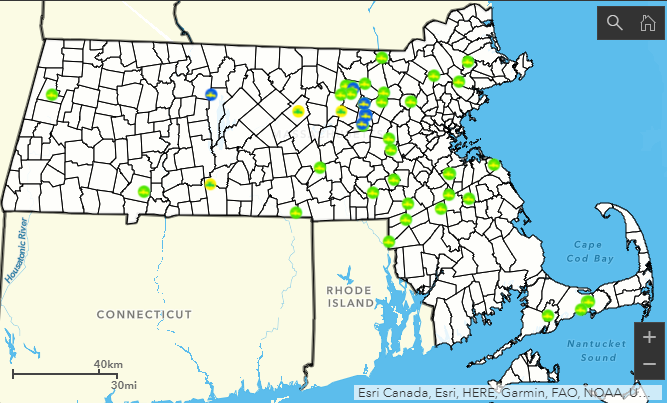 Cape
Cod Bay
Housatonic River
RHODE
ISLAND
CONNECTICUT
Nantucket
Sound
40km
30mi
Esri Canada, Esri, HERE, Garmin, FAO, NOAA, U...